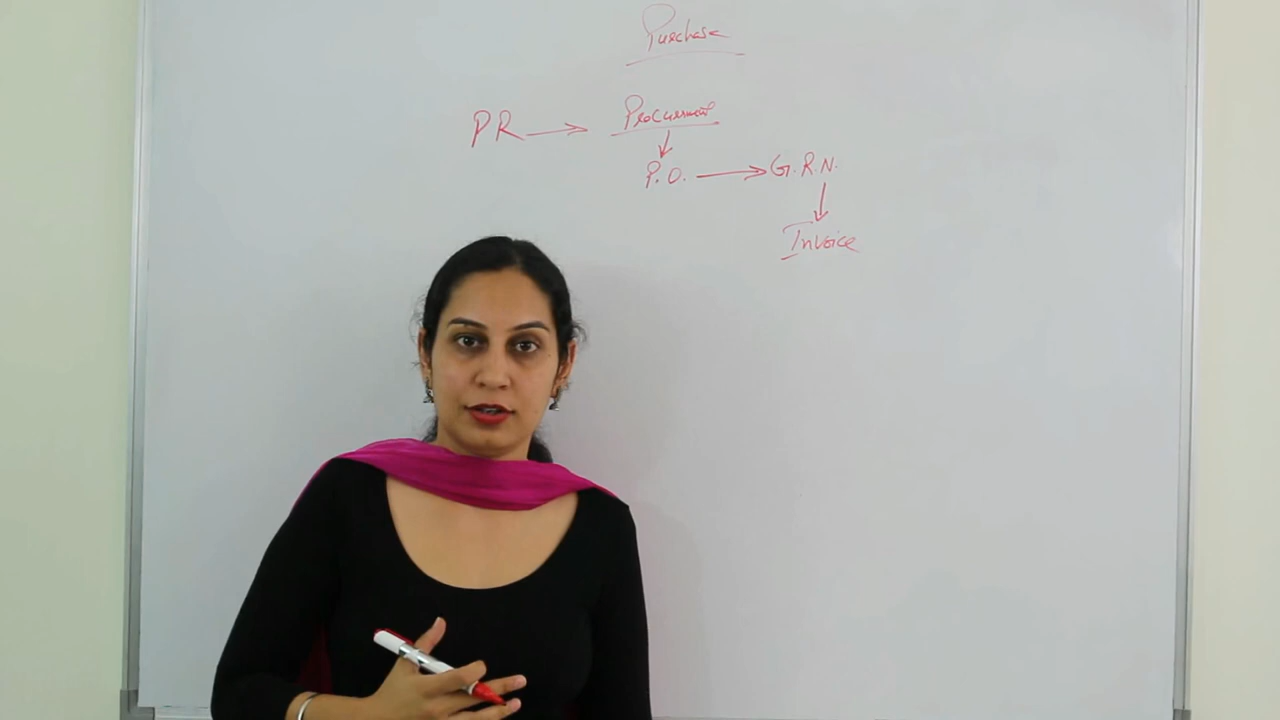 Purchase
PR → Procurement
↓
P.O. → G.R.N.
↓
Invoice